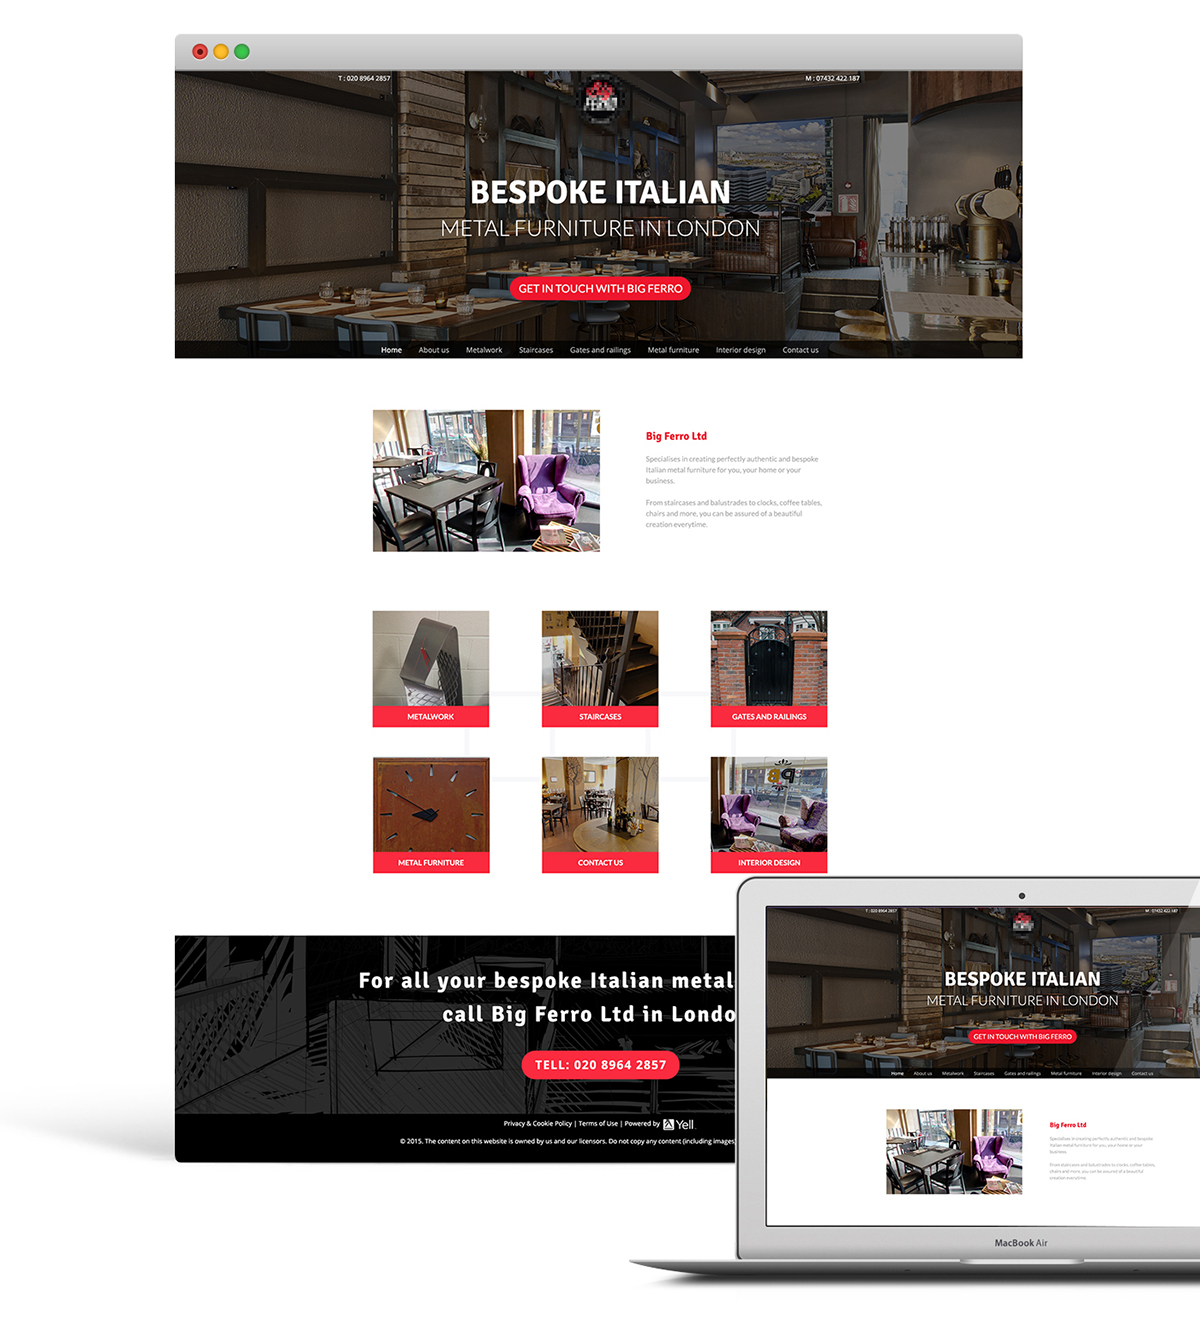 T : 020 8964 2857
M : 07432 422 187
BESPOKE ITALIAN
METAL FURNITURE IN LONDON
GET IN TOUCH WITH BIG FERRO
Home About us Metalwork Staircases Gates and railings Metal furniture Interior design Contact us
Big Ferro Ltd
Specialises in creating perfectly authentic and bespoke
Italian metal furniture for you, your home or your
business.
From staircases and balustrades to clocks, coffee tables,
chairs and more, you can be assured of a beautiful
creation everytime.
METALWORK
STAIRCASES
GATES AND RAILINGS
METAL FURNITURE
CONTACT US
INTERIOR DESIGN
For all your bespoke Italian metal
call Big Ferro Ltd in Londo
TELL: 020 8964 2857
Privacy & Cookie Policy | Terms of Use | Powered by Yell
© 2015. The content on this website is owned by us and our licensors. Do not copy any content (including images)
T : 020 8964 2857
M : 07432 422 187
BESPOKE ITALIAN
METAL FURNITURE IN LONDON
GET IN TOUCH WITH BIG FERRO
Home About us Metalwork Staircases Gates and railings Metal furniture Interior design Contact us
Big Ferro Ltd
Specialises in creating perfectly authentic and bespoke
Italian metal furniture for you, your home or your
business.
From staircases and balustrades to clocks, coffee tables,
chairs and more, you can be assured of a beautiful
creation everytime.
MacBook Air